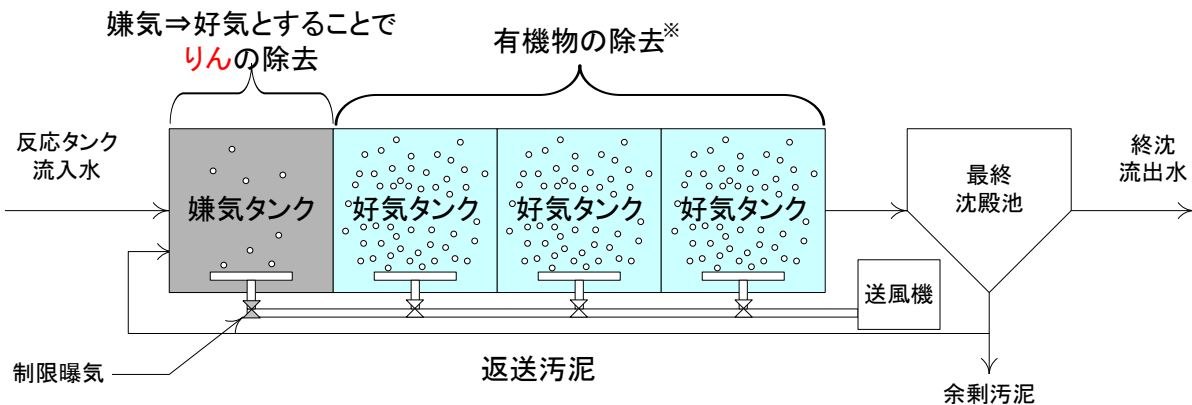 嫌気⇒好気とすることで
りんの除去
有機物の除去※
反応タンク
流入水
嫌気タンク
好気タンク
好気タンク
好気タンク
最終
沈殿池
終沈
流出水
送風機
制限曝気
返送汚泥
余剰汚泥